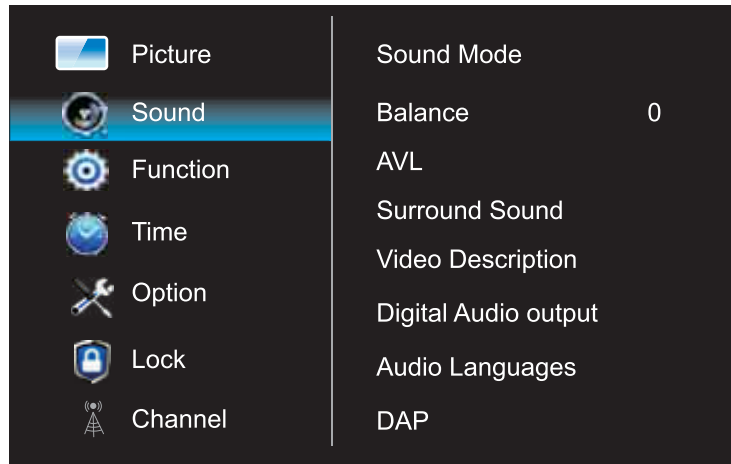 Picture
Sound
Function
Time
Option
Lock
Channel
Sound Mode
Balance 0
AVL
Surround Sound
Video Description
Digital Audio output
Audio Languages
DAP